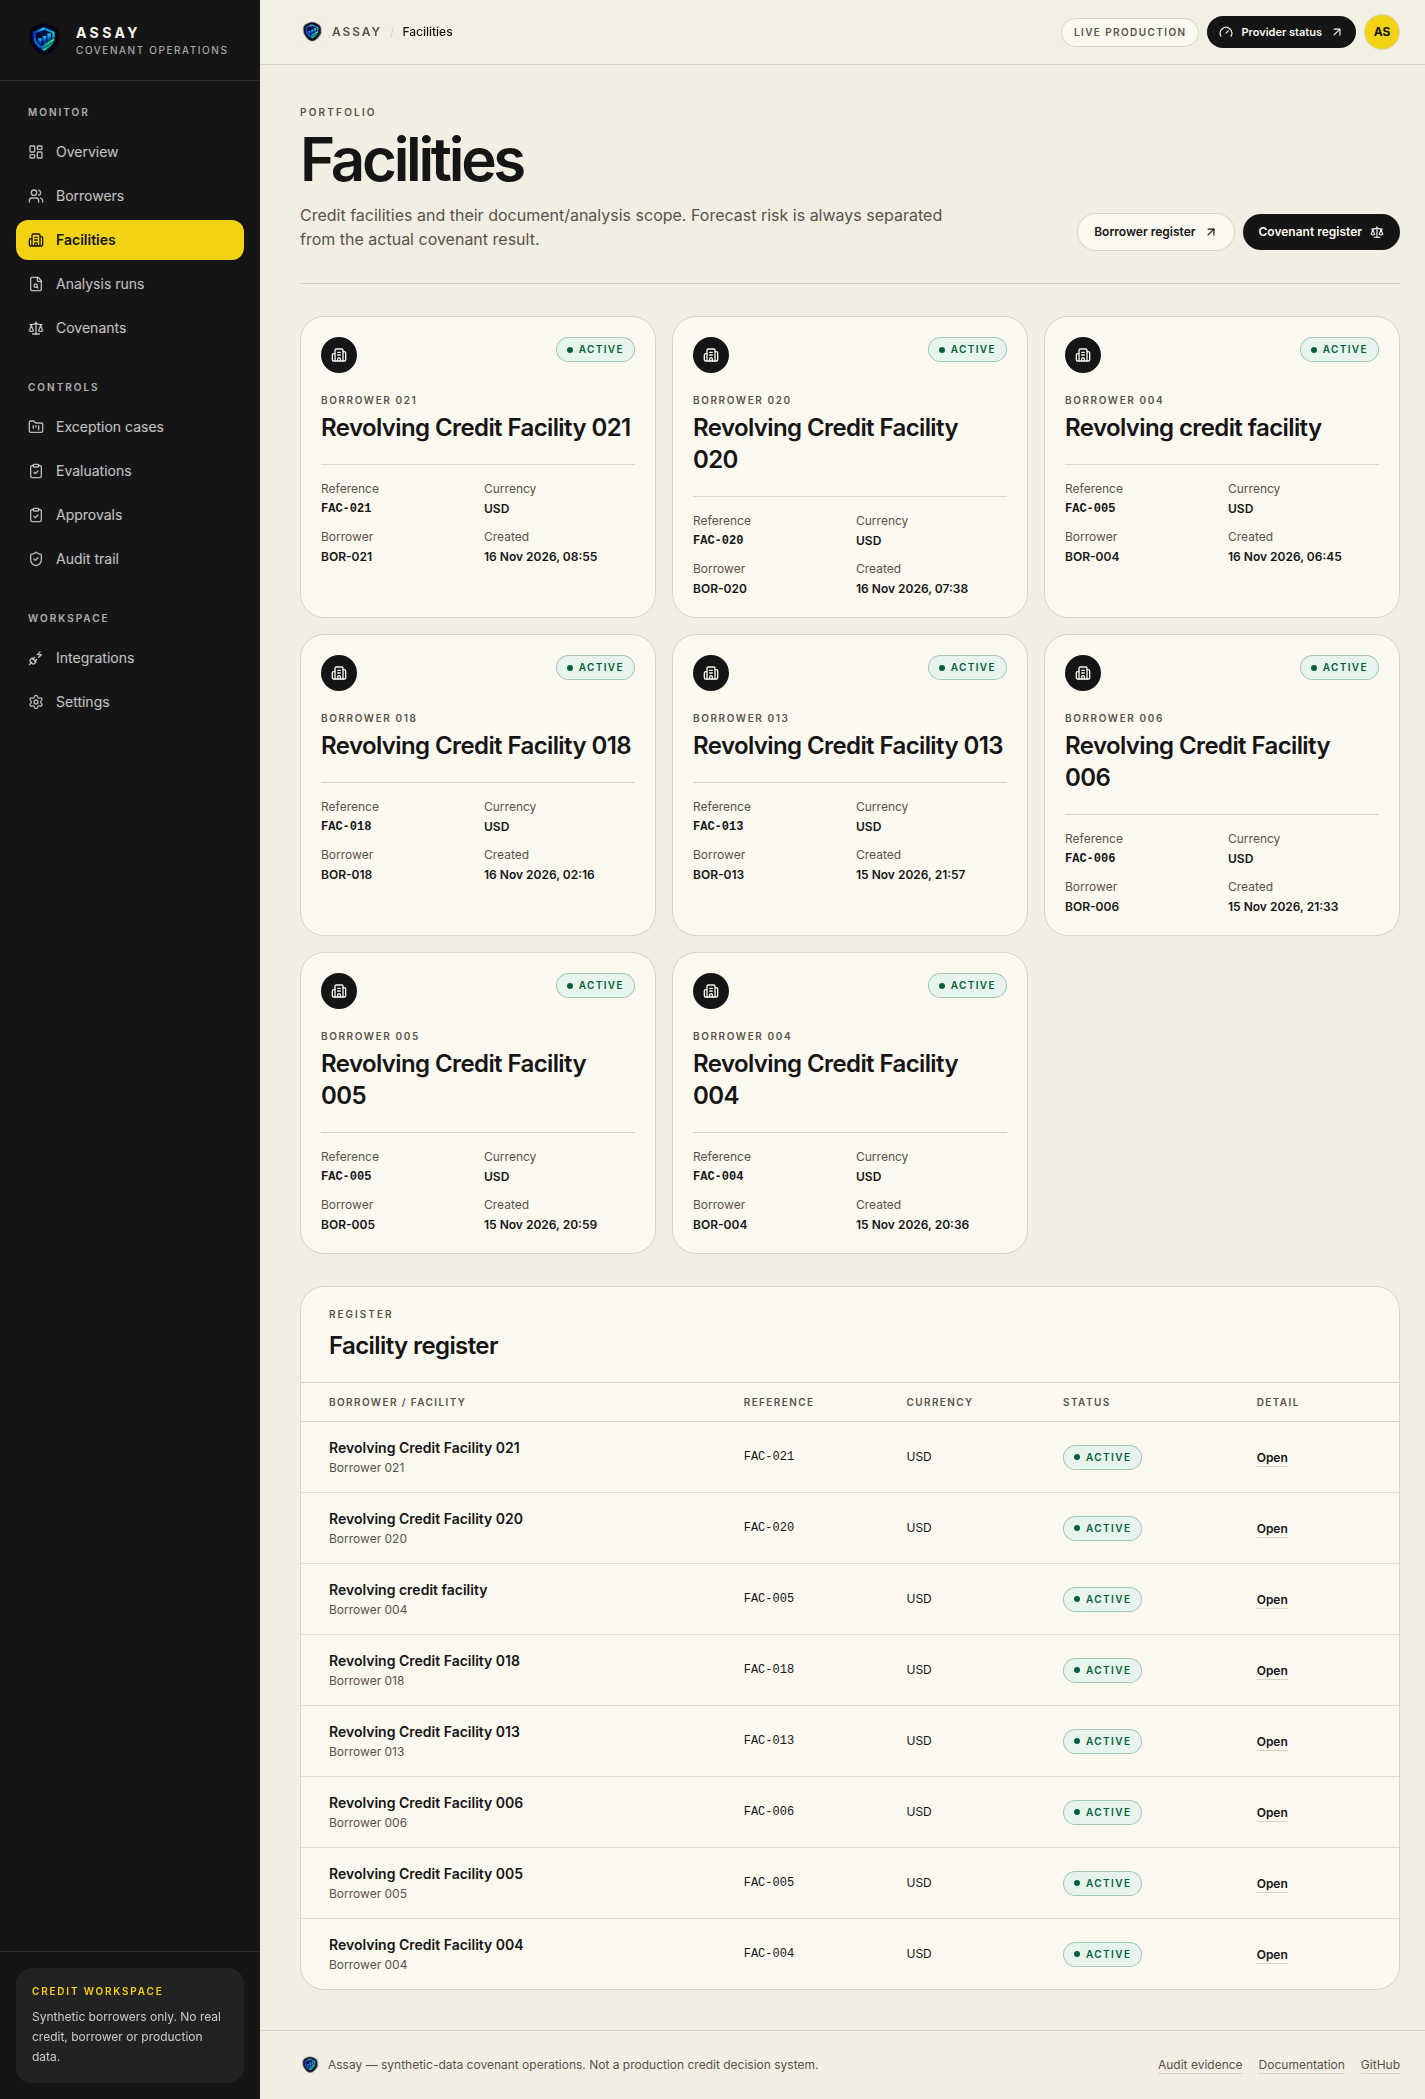 ASSAY
COVENANT OPERATIONS
MONITOR
Overview
Borrowers
Facilities
Analysis runs
Covenants
CONTROLS
Exception cases
Evaluations
Approvals
Audit trail
WORKSPACE
Integrations
Settings
CREDIT WORKSPACE
Synthetic borrowers only. No real
credit, borrower or production
data.
ASSAY / Facilities
LIVE PRODUCTION
Provider status
AS
PORTFOLIO
Facilities
Credit facilities and their document/analysis scope. Forecast risk is always separated
from the actual covenant result.
Borrower register
Covenant register
ACTIVE
BORROWER 021
Revolving Credit Facility 021
Reference Currency
FAC-021 USD
Borrower Created
BOR-021 16 Nov 2026, 08:55
ACTIVE
BORROWER 020
Revolving Credit Facility
020
Reference Currency
FAC-020 USD
Borrower Created
BOR-020 16 Nov 2026, 07:38
ACTIVE
BORROWER 004
Revolving credit facility
Reference Currency
FAC-005 USD
Borrower Created
BOR-004 16 Nov 2026, 06:45
ACTIVE
BORROWER 018
Revolving Credit Facility 018
Reference Currency
FAC-018 USD
Borrower Created
BOR-018 16 Nov 2026, 02:16
ACTIVE
BORROWER 013
Revolving Credit Facility 013
Reference Currency
FAC-013 USD
Borrower Created
BOR-013 15 Nov 2026, 21:57
ACTIVE
BORROWER 006
Revolving Credit Facility
006
Reference Currency
FAC-006 USD
Borrower Created
BOR-006 15 Nov 2026, 21:33
ACTIVE
BORROWER 005
Revolving Credit Facility
005
Reference Currency
FAC-005 USD
Borrower Created
BOR-005 15 Nov 2026, 20:59
ACTIVE
BORROWER 004
Revolving Credit Facility
004
Reference Currency
FAC-004 USD
Borrower Created
BOR-004 15 Nov 2026, 20:36
REGISTER
Facility register
BORROWER / FACILITY REFERENCE CURRENCY STATUS DETAIL
Revolving Credit Facility 021
Borrower 021
FAC-021 USD ACTIVE Open
Revolving Credit Facility 020
Borrower 020
FAC-020 USD ACTIVE Open
Revolving credit facility
Borrower 004
FAC-005 USD ACTIVE Open
Revolving Credit Facility 018
Borrower 018
FAC-018 USD ACTIVE Open
Revolving Credit Facility 013
Borrower 013
FAC-013 USD ACTIVE Open
Revolving Credit Facility 006
Borrower 006
FAC-006 USD ACTIVE Open
Revolving Credit Facility 005
Borrower 005
FAC-005 USD ACTIVE Open
Revolving Credit Facility 004
Borrower 004
FAC-004 USD ACTIVE Open
Assay — synthetic-data covenant operations. Not a production credit decision system.
Audit evidence Documentation GitHub